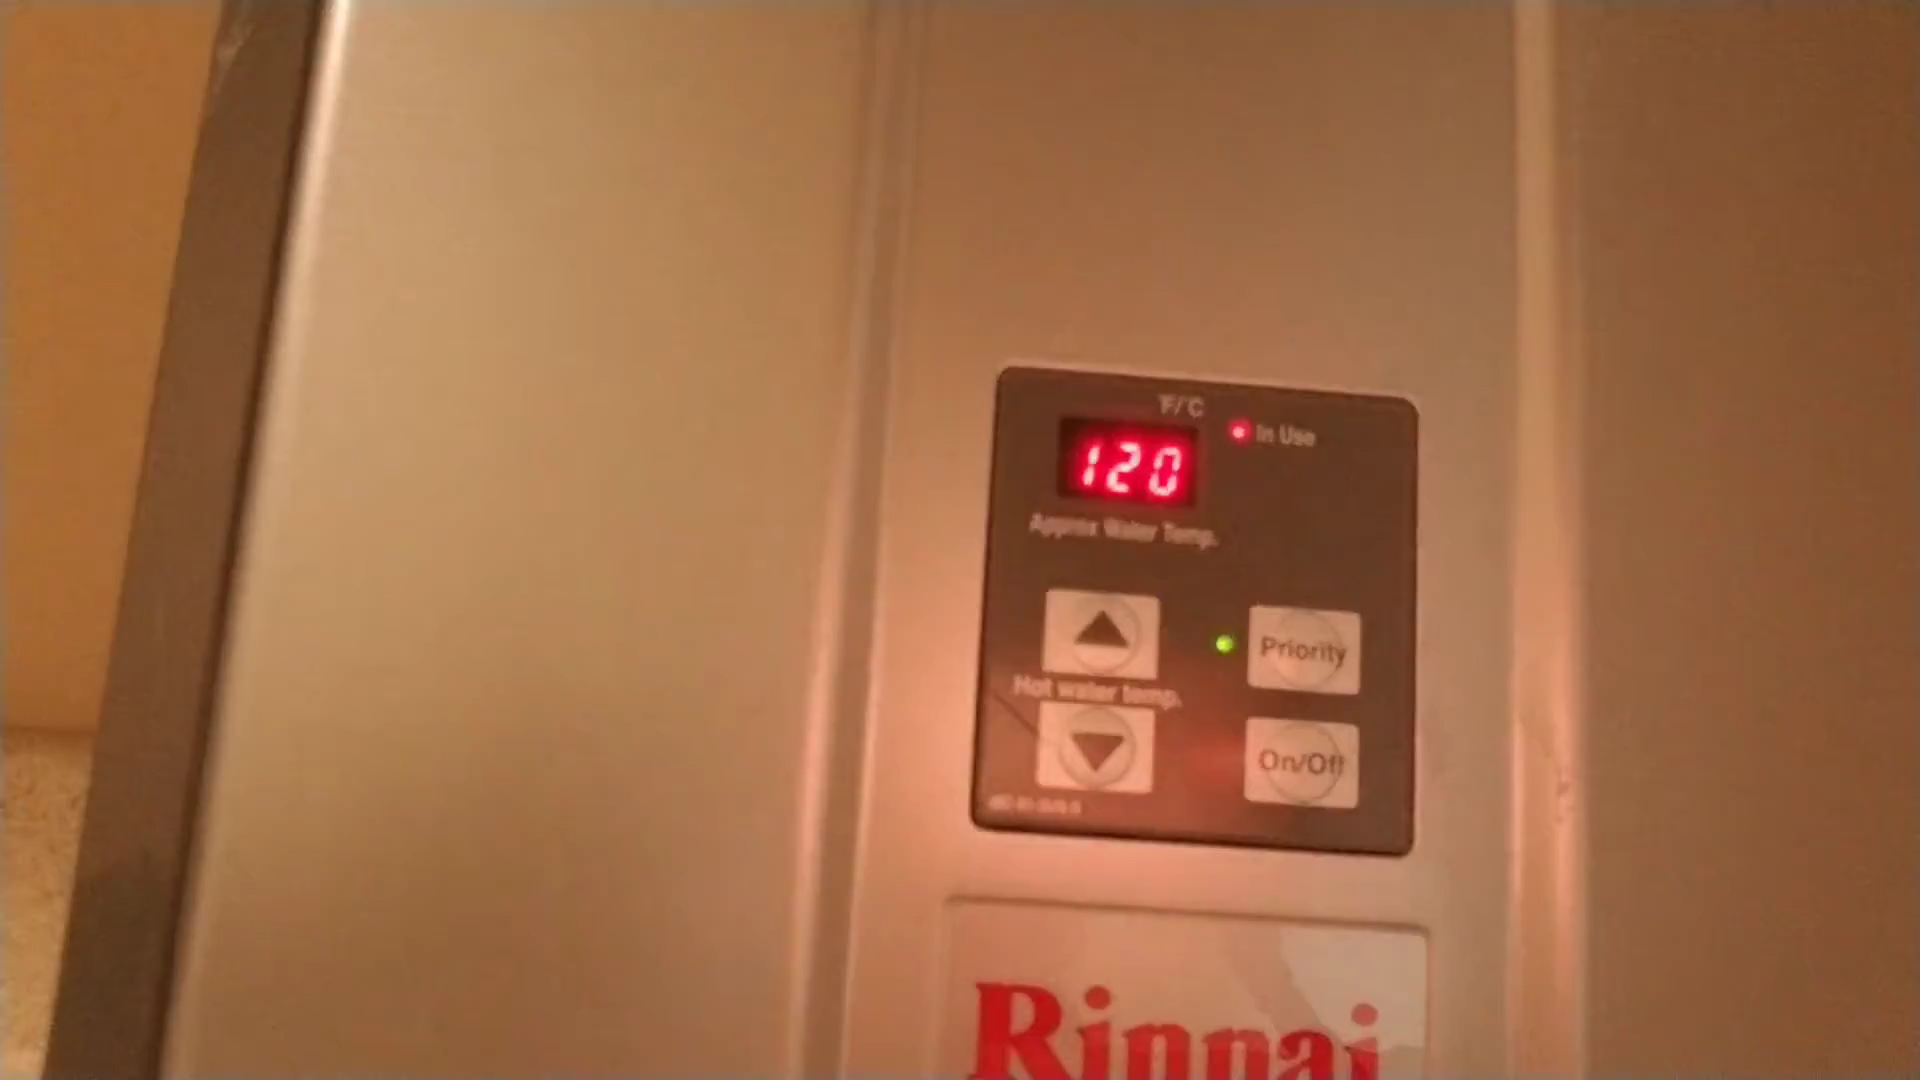 °F/°C
In Use
120
Approx Water Temp.
Priority
Hot water temp.
On/Off
Rinnai